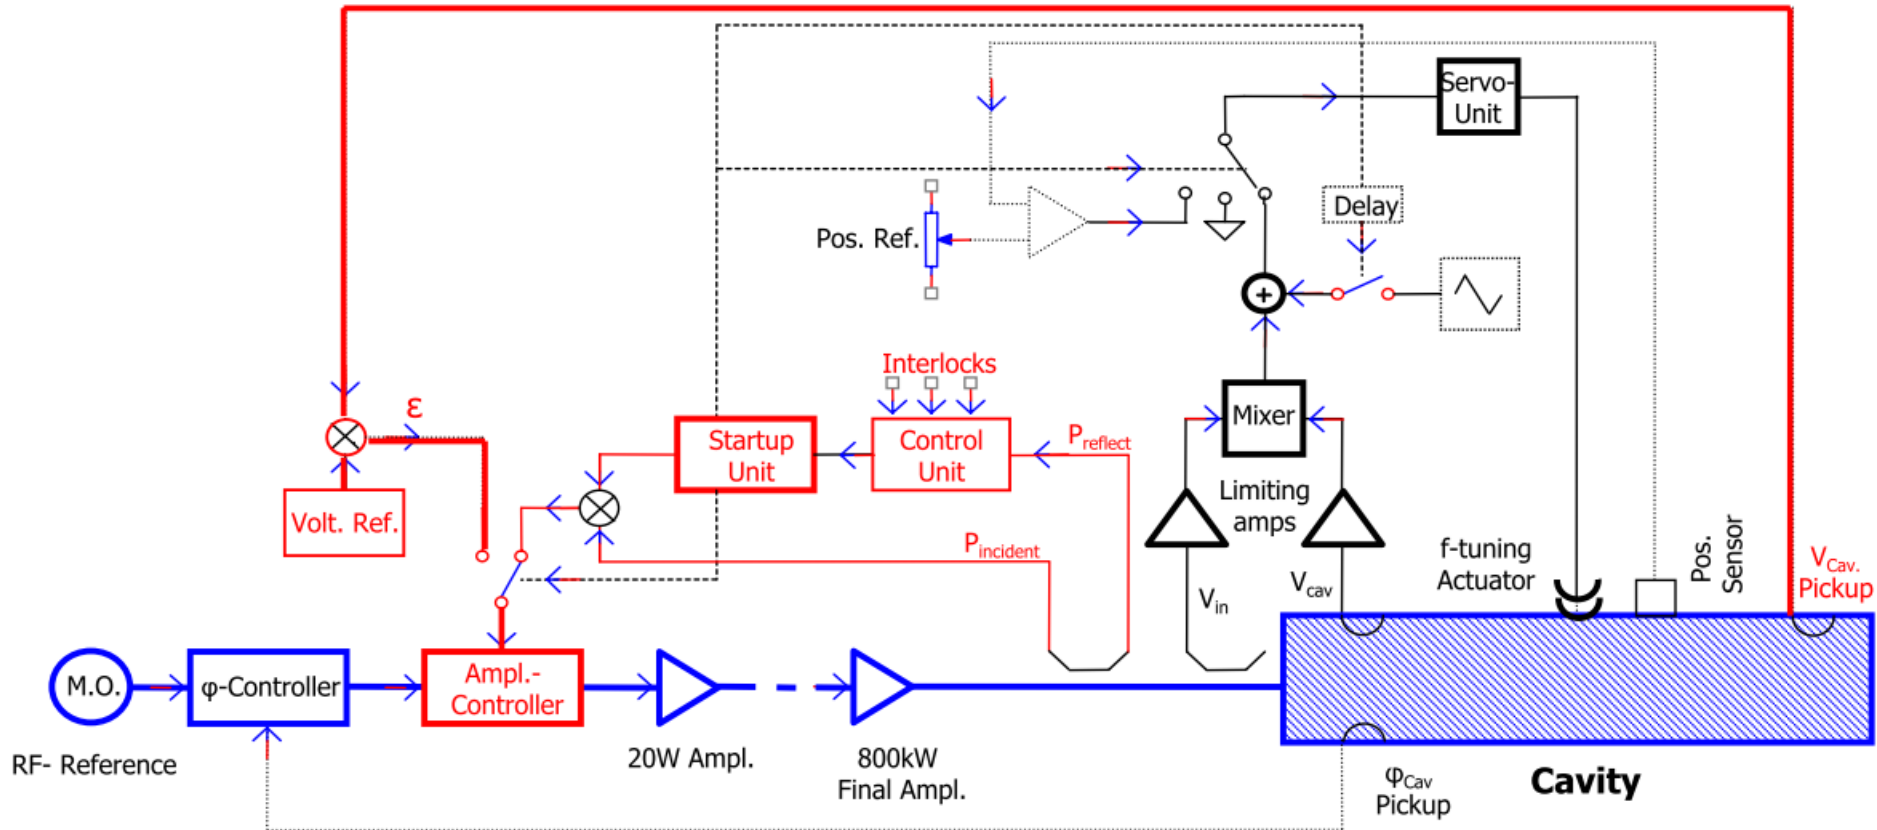 Servo-
Unit
Delay
Pos. Ref.
+
Interlocks
Mixer
ε
Startup
Unit
Control
Unit
Preflect
Limiting
amps
Volt. Ref.
Pincident
f-tuning
Actuator
Pos.
Sensor
VCav.
Pickup
Vin
Vcav
M.O.
φ-Controller
Ampl.-
Controller
RF- Reference
20W Ampl.
800kW
Final Ampl.
φCav
Pickup
Cavity